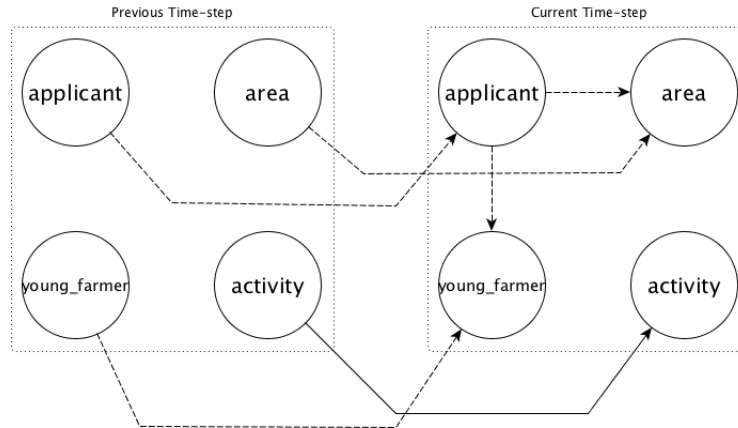 Previous Time-step
Current Time-step
applicant
area
applicant
area
young_farmer
activity
young_farmer
activity